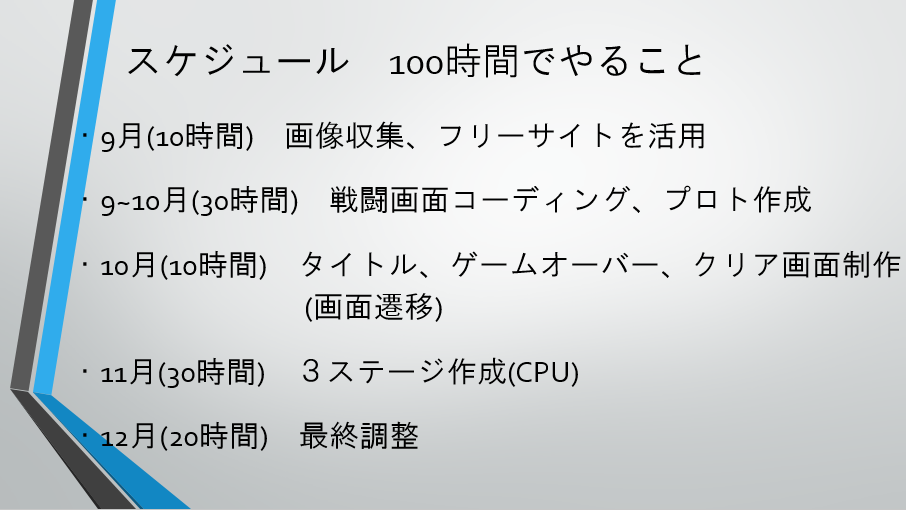 スケジュール　100時間でやること
・9月(10時間)　画像収集、フリーサイトを活用
・9~10月(30時間)　戦闘画面コーディング、プロト作成
・10月(10時間)　タイトル、ゲームオーバー、クリア画面制作
(画面遷移)
・11月(30時間)　３ステージ作成(CPU)
・12月(20時間)　最終調整